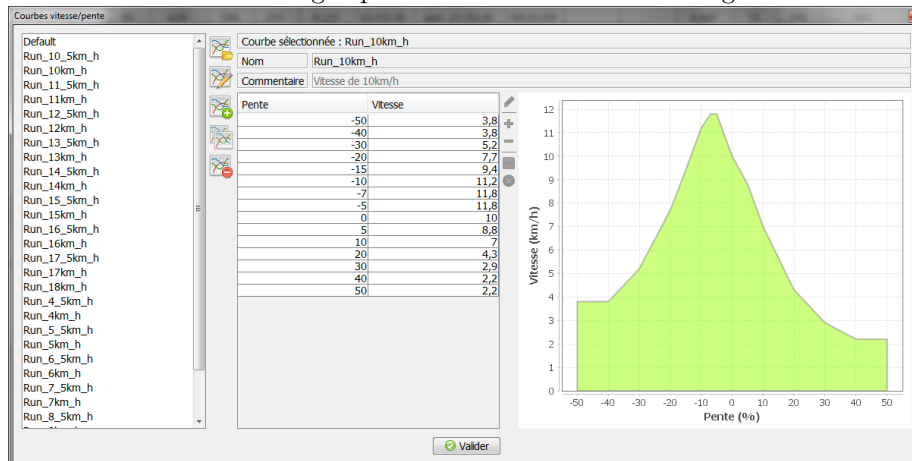 Courbes vitesse/pente
Default
Run_10_5km_h
Run_10km_h
Run_11_5km_h
Run_11km_h
Run_12_5km_h
Run_12km_h
Run_13_5km_h
Run_13km_h
Run_14_5km_h
Run_14km_h
Run_15_5km_h
Run_15km_h
Run_16_5km_h
Run_16km_h
Run_17_5km_h
Run_17km_h
Run_18km_h
Run_4_5km_h
Run_4km_h
Run_5_5km_h
Run_5km_h
Run_6_5km_h
Run_6km_h
Run_7_5km_h
Run_7km_h
Run_8_5km_h
Courbe sélectionnée : Run_10km_h
Nom Run_10km_h
Commentaire Vitesse de 10km/h
Pente Vitesse
-50 3,8
-40 3,8
-30 5,2
-20 7,7
-15 9,4
-10 11,2
-7 11,8
-5 11,8
0 10
5 8,8
10 7
20 4,3
30 2,9
40 2,2
50 2,2
Vitesse (km/h)
12
11
10
9
8
7
6
5
4
3
2
1
0
-50 -40 -30 -20 -10 0 10 20 30 40 50
Pente (%)
Valider